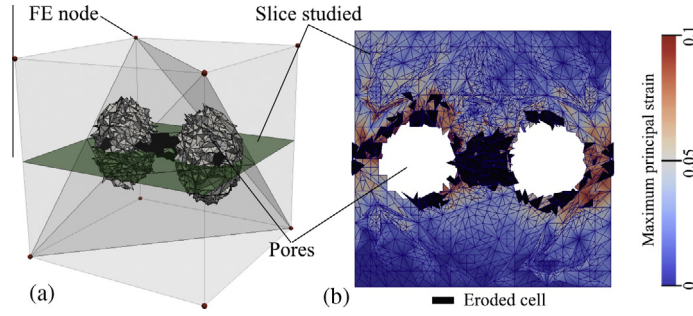 FE node
Slice studied
Pores
(a)
(b)
Eroded cell
Maximum principal strain
0.1
0.05
0